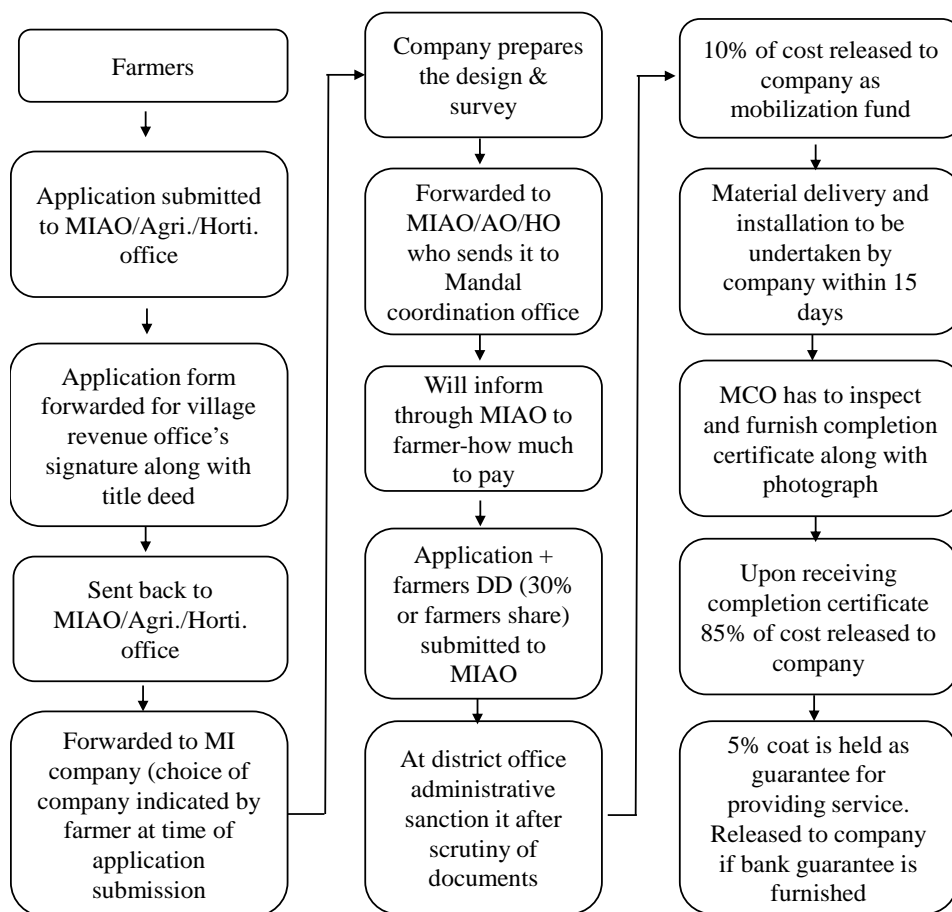 Farmers
Application submitted
to MIAO/Agri./Horti.
office
Application form
forwarded for village
revenue office's
signature along with
title deed
Sent back to
MIAO/Agri./Horti.
office
Forwarded to MI
company (choice of
company indicated by
farmer at time of
application
submission
Company prepares
the design &
survey
Forwarded to
MIAO/AO/HO
who sends it to
Mandal
coordination office
Will inform
through MIAO to
farmer-how much
to pay
Application +
farmers DD (30%
or farmers share)
submitted to
MIAO
At district office
administrative
sanction it after
scrutiny of
documents
10% of cost released to
company as
mobilization fund
Material delivery and
installation to be
undertaken by
company within 15
days
MCO has to inspect
and furnish completion
certificate along with
photograph
Upon receiving
completion certificate
85% of cost released to
company
5% coat is held as
guarantee for
providing service.
Released to company
if bank guarantee is
furnished